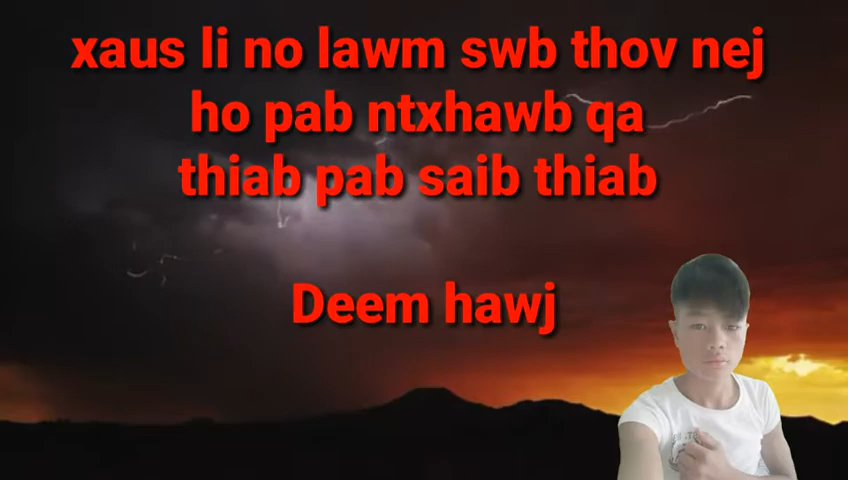 xaus li no lawm swb thov nej
ho pab ntxhawb qa
thiab pab saib thiab
Deem hawj